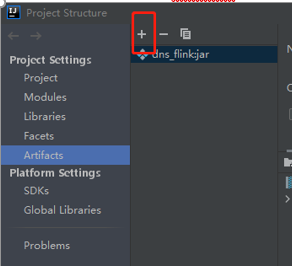 Project Structure
Project Settings
Project
Modules
Libraries
Facets
Artifacts
Platform Settings
SDKs
Global Libraries
Problems
dns_flink:jar